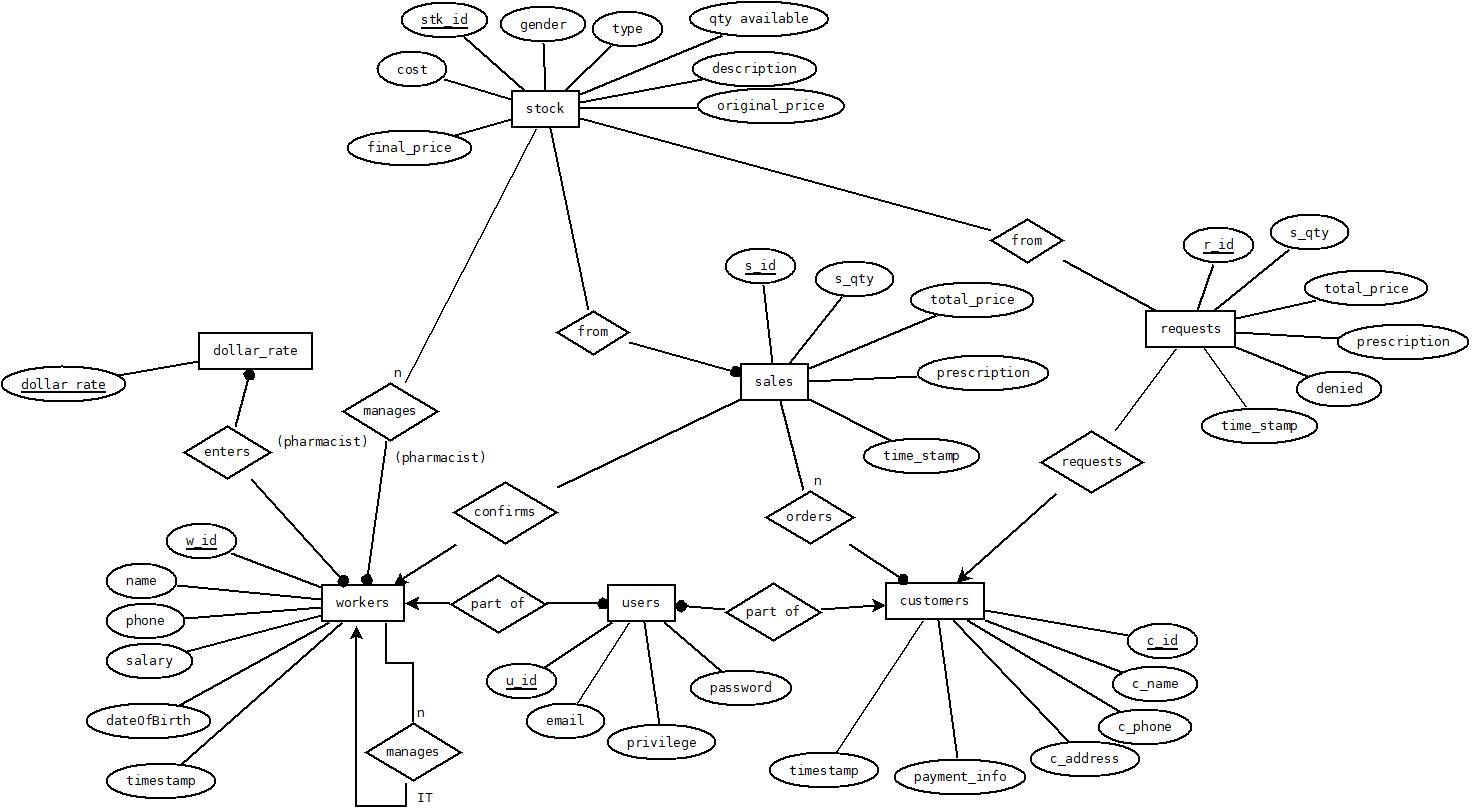 stk_id
gender
type
qty available
cost
description
stock
original_price
final_price
from
r_id
s_qty
s_id
s_qty
total_price
total_price
requests
prescription
from
dollar_rate
dollar rate
n
manages
sales
prescription
denied
time_stamp
(pharmacist)
enters
(pharmacist)
time_stamp
requests
n
confirms
orders
w_id
name
phone
salary
dateOfBirth
timestamp
workers
part of
users
part of
customers
u_id
email
privilege
password
c_id
c_name
c_phone
c_address
payment_info
timestamp
n
manages
IT